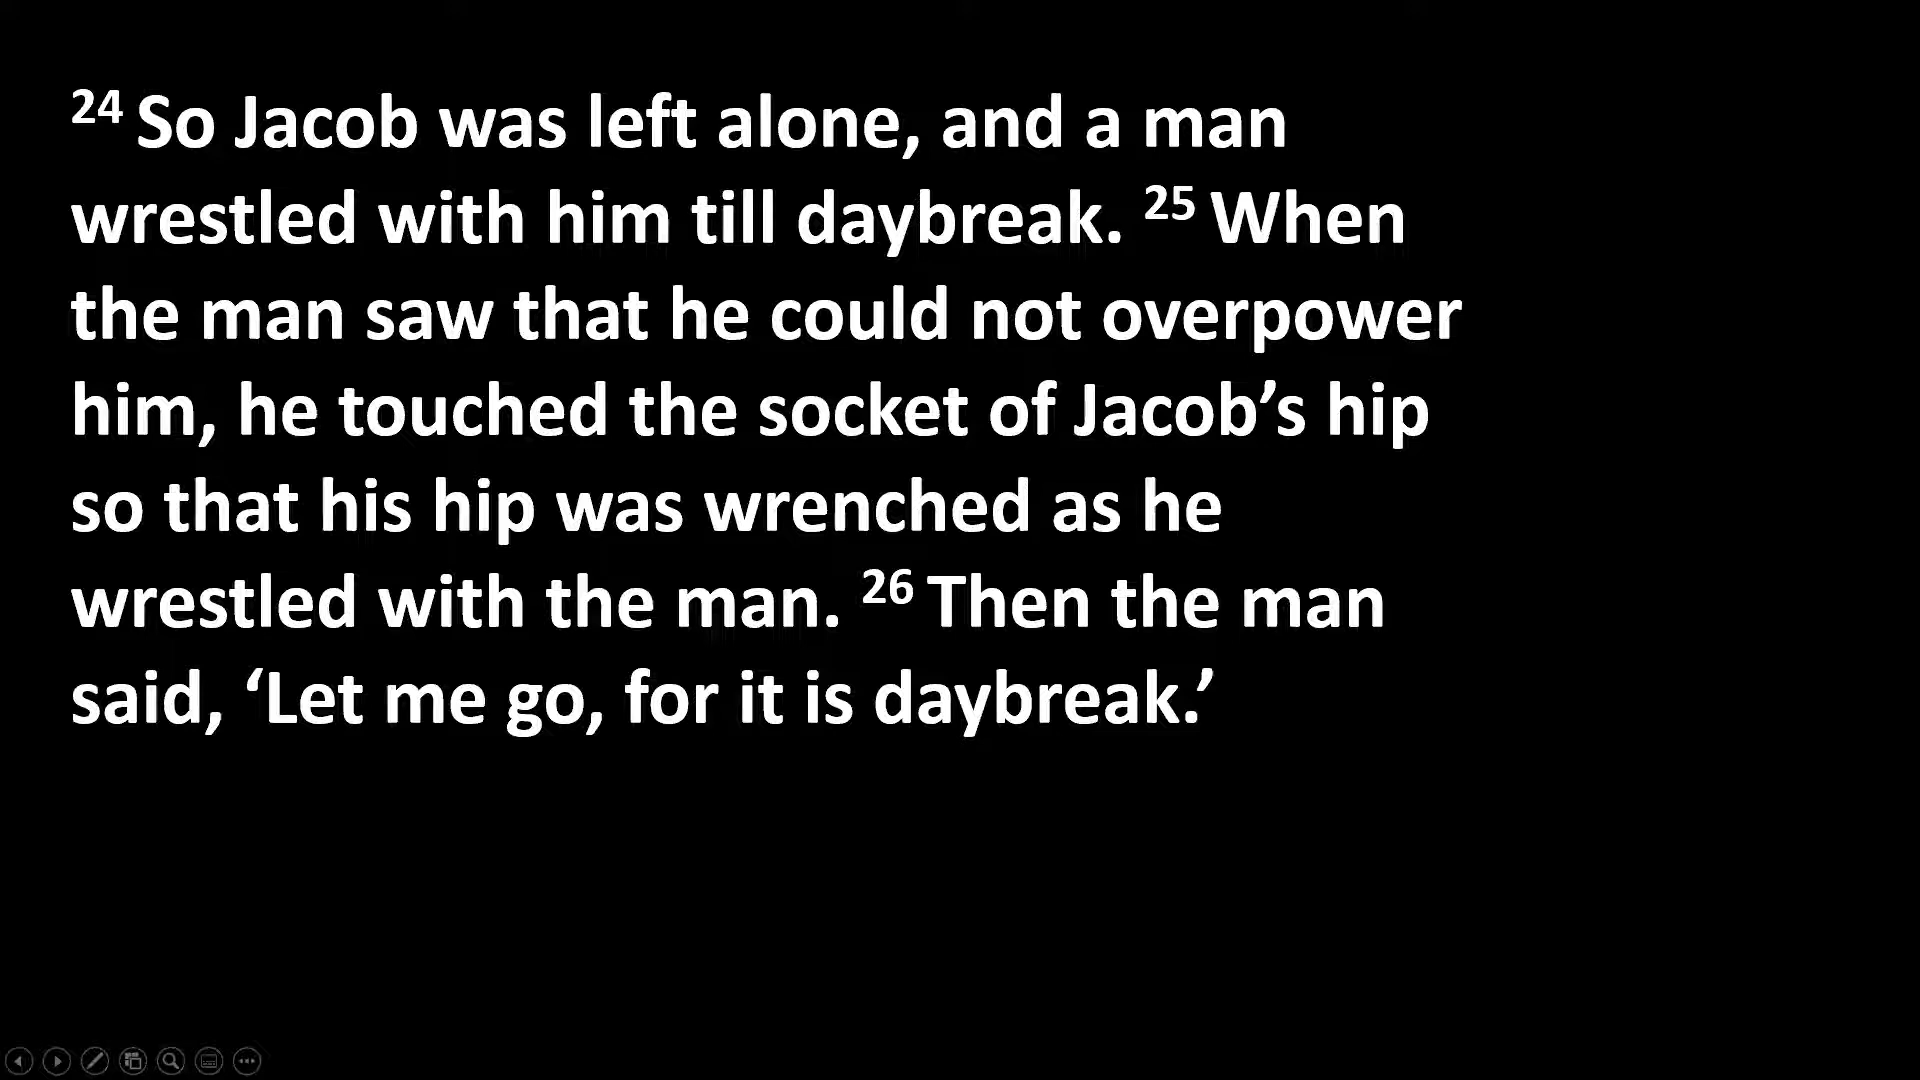 24 So Jacob was left alone, and a man
wrestled with him till daybreak. 25 When
the man saw that he could not overpower
him, he touched the socket of Jacob’s hip
so that his hip was wrenched as he
wrestled with the man. 26 Then the man
said, ‘Let me go, for it is daybreak.’